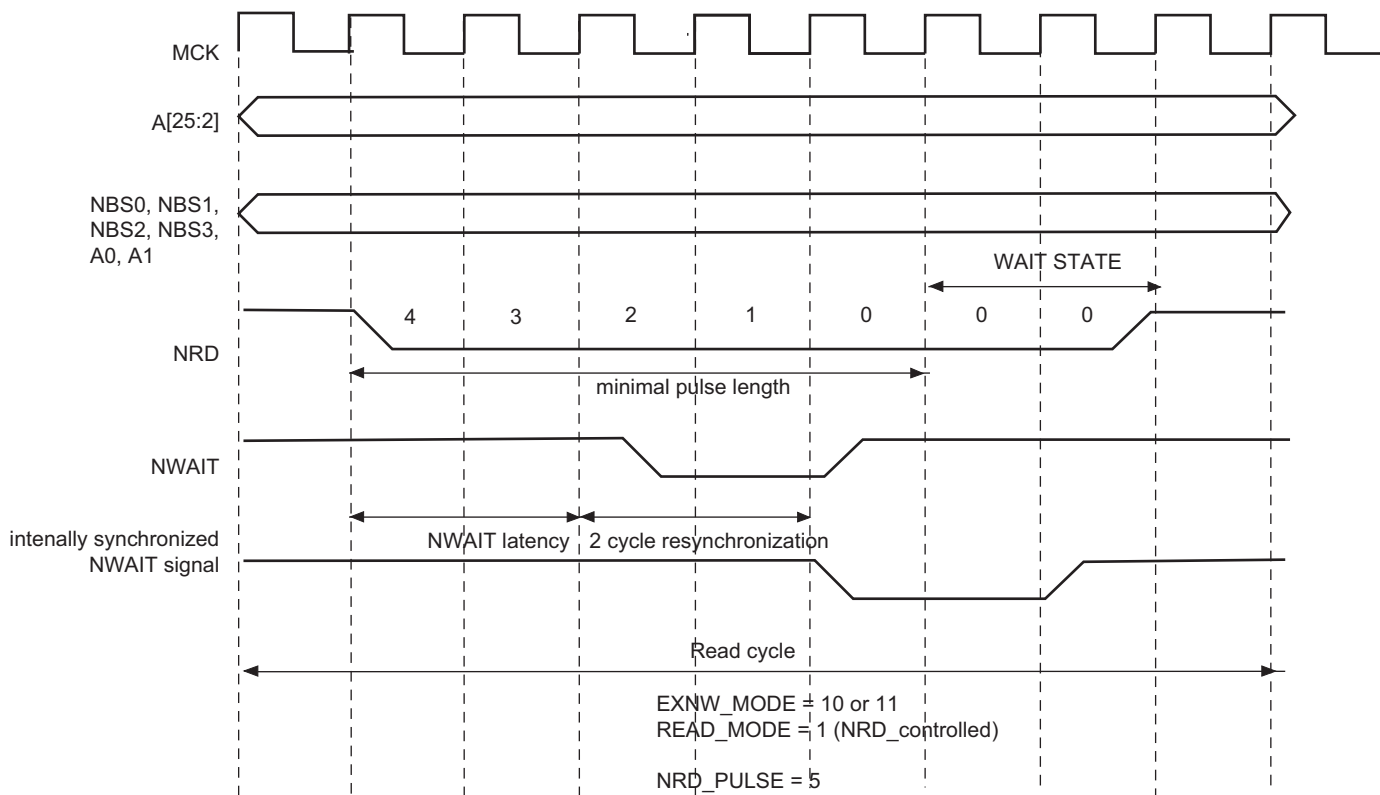 MCK
A[25:2]
NBS0, NBS1,
NBS2, NBS3,
A0, A1
WAIT STATE
4 3 2 1 0 0 0
NRD
minimal pulse length
NWAIT
intenally synchronized
NWAIT signal
NWAIT latency
2 cycle resynchronization
Read cycle
EXNW_MODE = 10 or 11
READ_MODE = 1 (NRD_controlled)
NRD_PULSE = 5